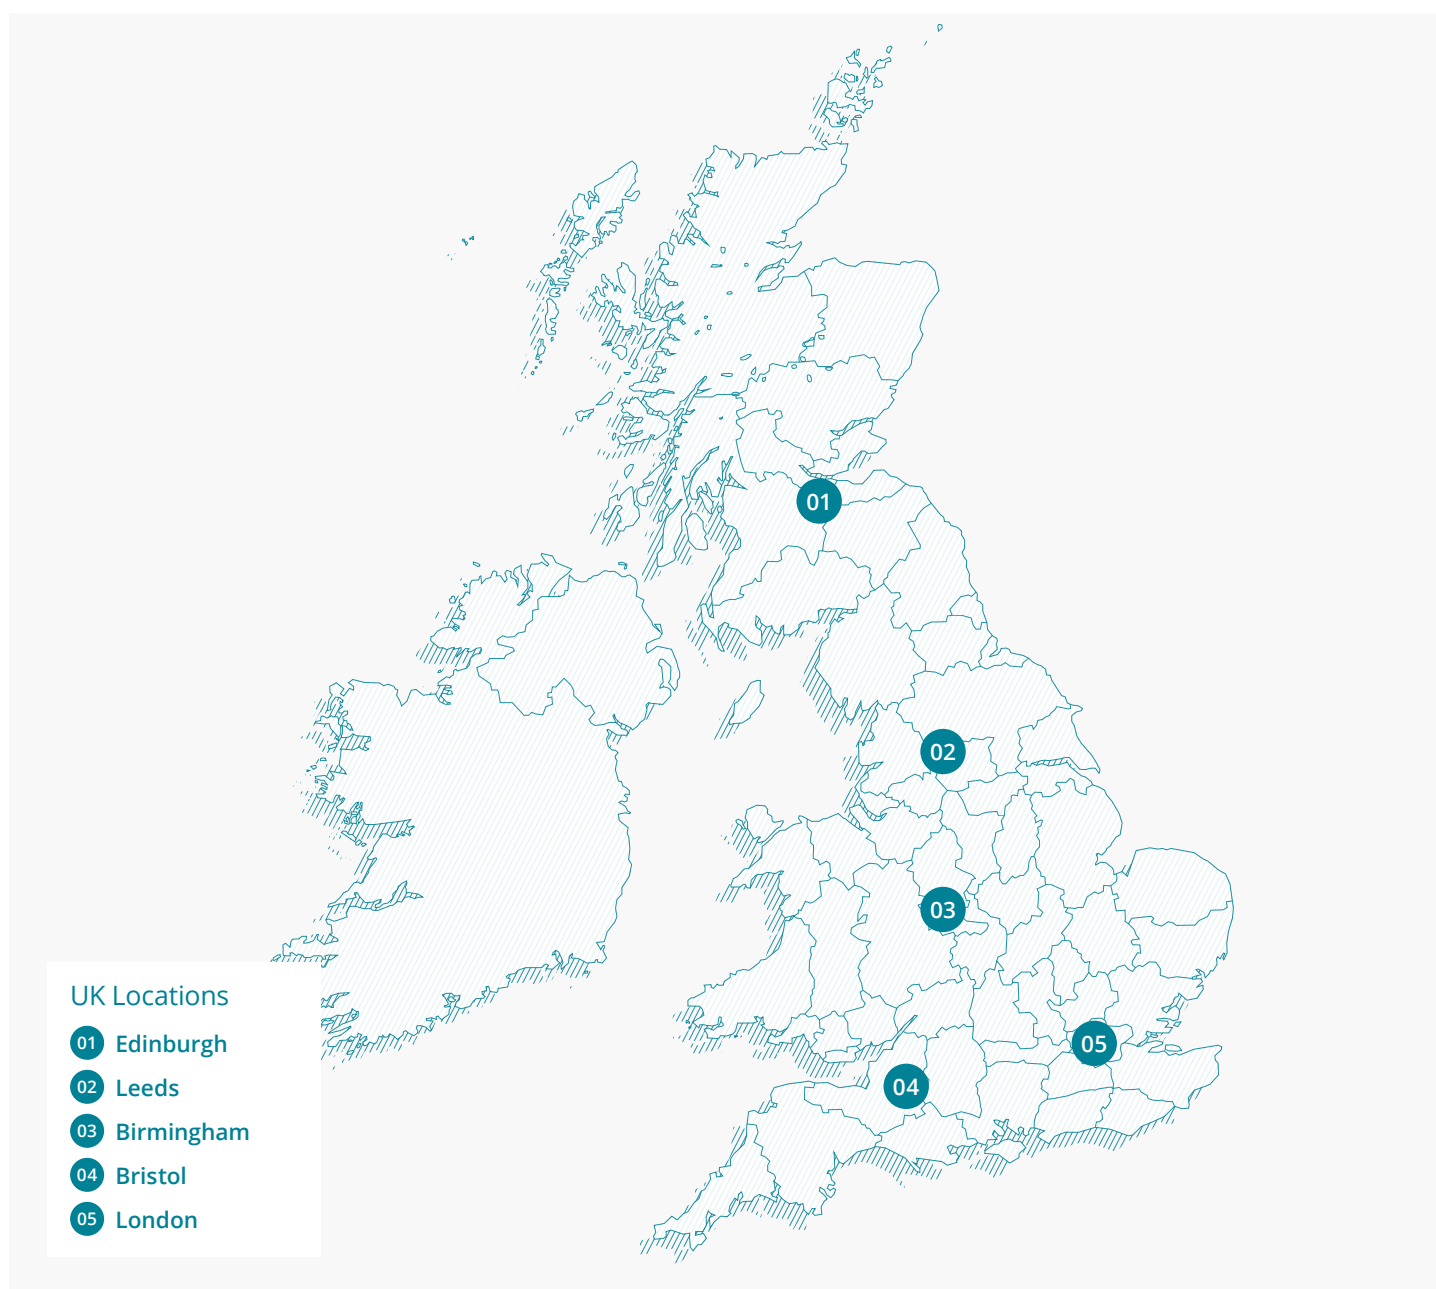 01
02
03
05
04
UK Locations
01 Edinburgh
02 Leeds
03 Birmingham
04 Bristol
05 London